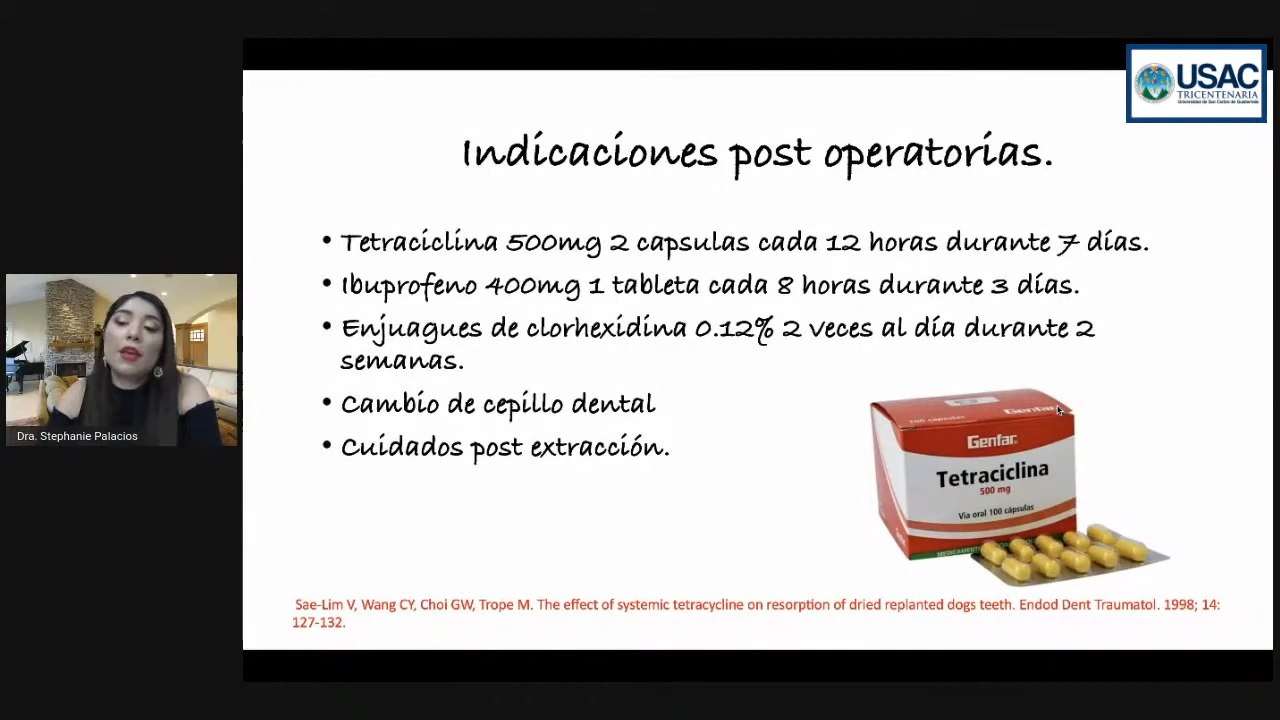 USAC
TRICENTENARIA
Universidad de San Carlos de Guatemala
Indicaciones post operatorias.
• Tetraciclina 500mg 2 capsulas cada 12 horas durante 7 días.
• Ibuprofeno 400mg 1 tableta cada 8 horas durante 3 días.
• Enjuagues de clorhexidina 0.12% 2 veces al día durante 2
semanas.
• Cambio de cepillo dental
• Cuidados post extracción.
Dra. Stephanie Palacios
100 cápsulas
Genfar
Genfar
Tetraciclina
500 mg
Vía oral 100 cápsulas
Sae-Lim V, Wang CY, Choi GW, Trope M. The effect of systemic tetracycline on resorption of dried replanted dogs teeth. Endod Dent Traumatol. 1998; 14:
127-132.